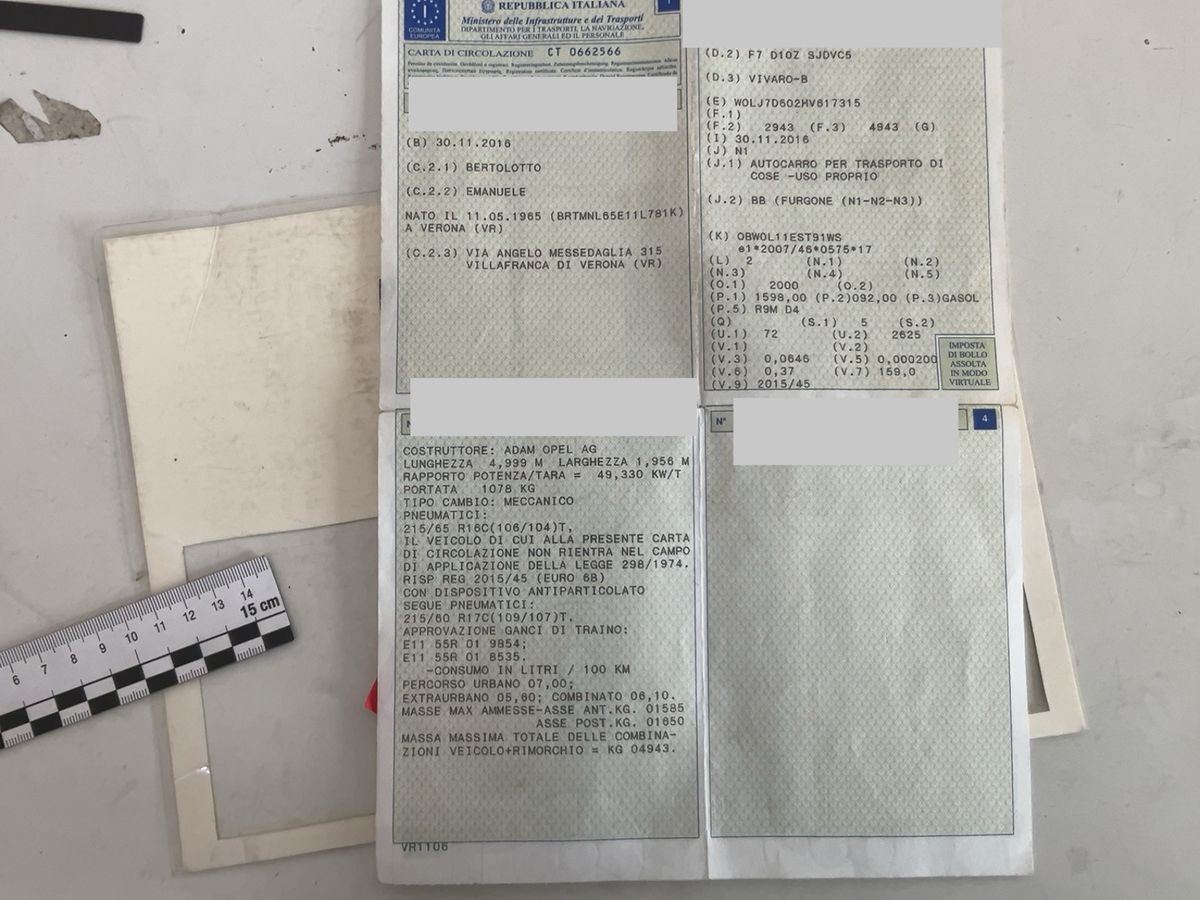 REPUBBLICA ITALIANA
Ministero delle Infrastrutture e dei Trasporti
DIPARTIMENTO PER I TRASPORTI, LA NAVIGAZIONE,
GLI AFFARI GENERALI ED IL PERSONALE
I
COMUNITÀ
EUROPEA
CARTA DI CIRCOLAZIONE CT 0662566
(B) 30.11.2016
(C.2.1) BERTOLOTTO
(C.2.2) EMANUELE
NATO IL 11.05.1965 (BRTMNL65E11L781K)
A VERONA (VR)
(C.2.3) VIA ANGELO MESSEDAGLIA 315
VILLAFRANCA DI VERONA (VR)
(D.2) F7 D10Z SJDVC5
(D.3) VIVARO-B
(E) W0LJ7D602HV617315
(F.1)
(F.2) 2943 (F.3) 4943 (G)
(I) 30.11.2016
(J) N1
(J.1) AUTOCARRO PER TRASPORTO DI
COSE -USO PROPRIO
(J.2) BB (FURGONE (N1-N2-N3))
(K) OBW0L11EST91WS
e1*2007/46*0575*17
(L) 2 (N.1) (N.2)
(N.3) (N.4) (N.5)
(O.1) 2000 (O.2)
(P.1) 1598,00 (P.2)092,00 (P.3)GASOL
(P.5) R9M D4
(Q) (S.1) 5 (S.2)
(U.1) 72 (U.2) 2625
(V.1) (V.2)
(V.3) 0,0646 (V.5) 0,000200
(V.6) 0,37 (V.7) 159,0
(V.9) 2015/45
IMPOSTA
DI BOLLO
ASSOLTA
IN MODO
VIRTUALE
COSTRUTTORE: ADAM OPEL AG
LUNGHEZZA 4,999 M LARGHEZZA 1,956 M
RAPPORTO POTENZA/TARA = 49,330 KW/T
PORTATA 1078 KG
TIPO CAMBIO: MECCANICO
PNEUMATICI:
215/65 R16C(106/104)T,
IL VEICOLO DI CUI ALLA PRESENTE CARTA
DI CIRCOLAZIONE NON RIENTRA NEL CAMPO
DI APPLICAZIONE DELLA LEGGE 298/1974.
RISP REG 2015/45 (EURO 6B)
CON DISPOSITIVO ANTIPARTICOLATO
SEGUE PNEUMATICI:
215/60 R17C(109/107)T.
APPROVAZIONE GANCI DI TRAINO:
E11 55R 01 9854;
E11 55R 01 8535.
-CONSUMO IN LITRI / 100 KM
PERCORSO URBANO 07,00;
EXTRAURBANO 05,60; COMBINATO 06,10.
MASSE MAX AMMESSE-ASSE ANT.KG. 01585
ASSE POST.KG. 01650
MASSA MASSIMA TOTALE DELLE COMBINA-
ZIONI VEICOLO+RIMORCHIO = KG 04943.
VR1106
N° 4
6 7 8 9 10 11 12 13 14 15 cm